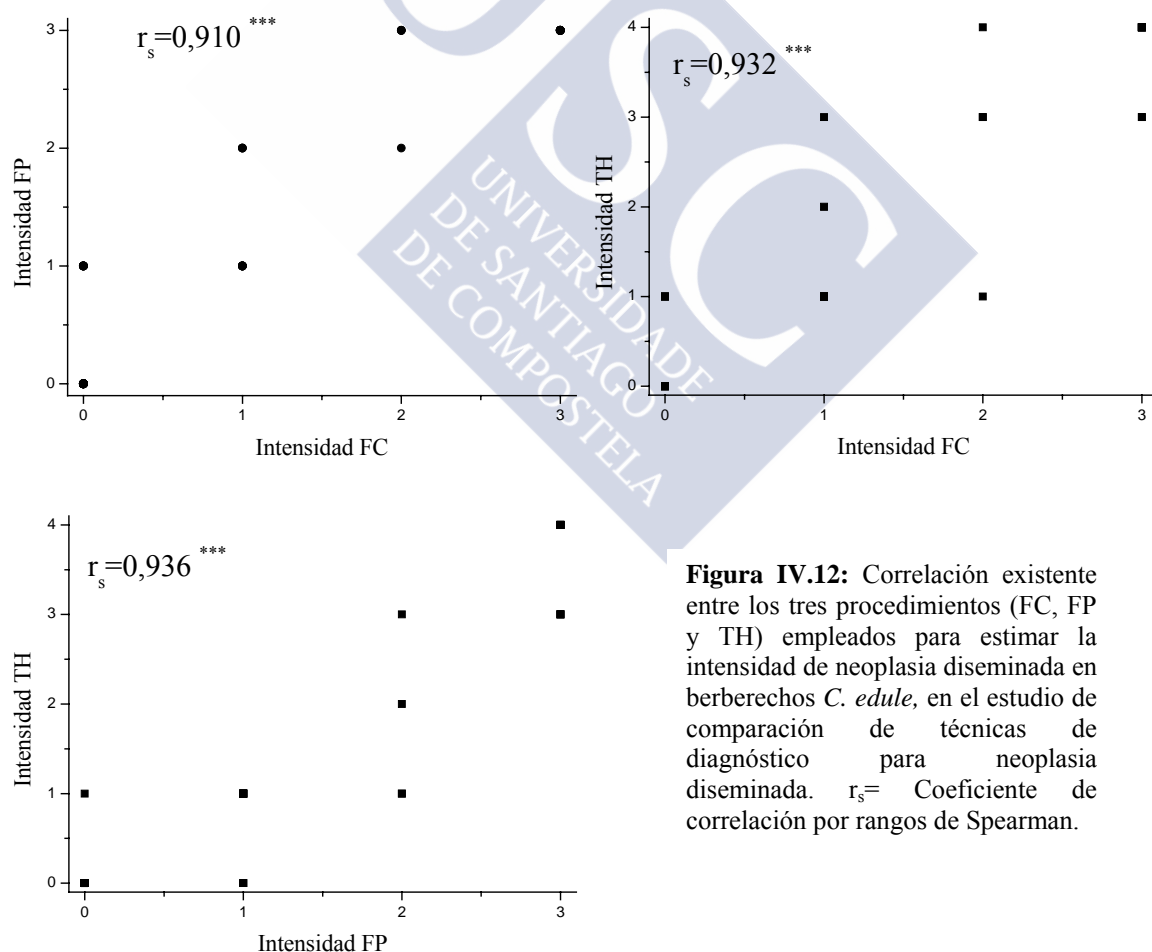 3
2
1
0
r_s=0,910 ***
Intensidad FP
0 1 2 3
Intensidad FC
4
3
2
1
0
r_s=0,932 ***
Intensidad TH
0 1 2 3
Intensidad FC
UNIVERSIDADE
DE SANTIAGO
DE COMPOSTELA
SC
4
3
2
1
0
r_s=0,936 ***
Intensidad TH
0 1 2 3
Intensidad FP
Figura IV.12: Correlación existente
entre los tres procedimientos (FC, FP
y TH) empleados para estimar la
intensidad de neoplasia diseminada en
berberechos C. edule, en el estudio de
comparación de técnicas de
diagnóstico para neoplasia
diseminada. r_s= Coeficiente de
correlación por rangos de Spearman.